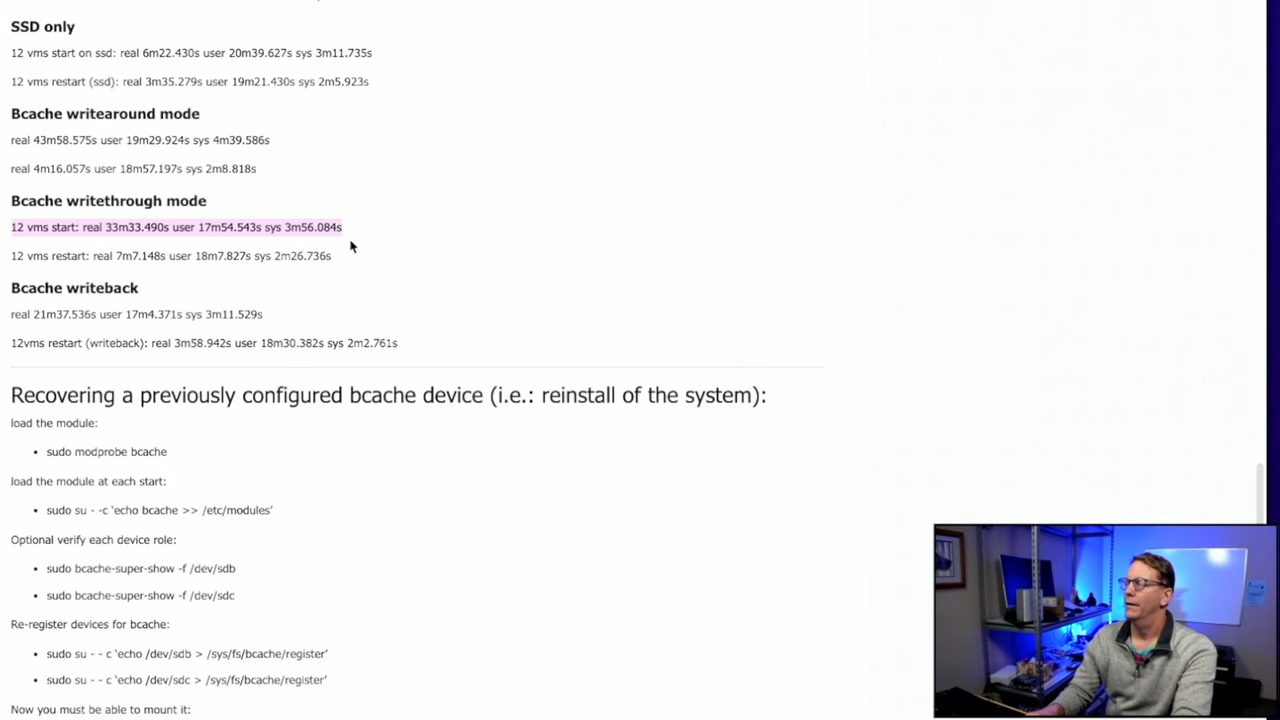 SSD only
12 vms start on ssd: real 6m22.430s user 20m39.627s sys 3m11.735s
12 vms restart (ssd): real 3m35.279s user 19m21.430s sys 2m5.923s
Bcache writearound mode
real 43m58.575s user 19m29.924s sys 4m39.586s
real 4m16.057s user 18m57.197s sys 2m8.818s
Bcache writethrough mode
12 vms start: real 33m33.490s user 17m54.543s sys 3m56.084s
12 vms restart: real 7m7.148s user 18m7.827s sys 2m26.736s
Bcache writeback
real 21m37.536s user 17m4.371s sys 3m11.529s
12vms restart (writeback): real 3m58.942s user 18m30.382s sys 2m2.761s
Recovering a previously configured bcache device (i.e.: reinstall of the system):
load the module:
• sudo modprobe bcache
load the module at each start:
• sudo su - -c ‘echo bcache >> /etc/modules’
Optional verify each device role:
• sudo bcache-super-show -f /dev/sdb
• sudo bcache-super-show -f /dev/sdc
Re-register devices for bcache:
• sudo su - - c ‘echo /dev/sdb > /sys/fs/bcache/register’
• sudo su - - c ‘echo /dev/sdc > /sys/fs/bcache/register’
Now you must be able to mount it: